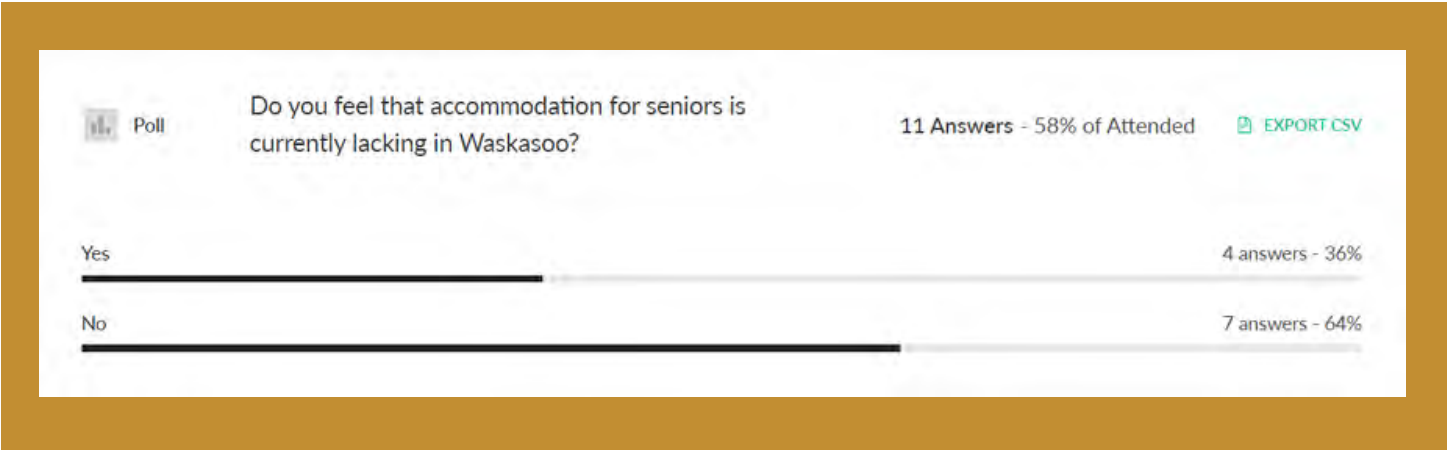 Poll
Do you feel that accommodation for seniors is
currently lacking in Waskasoo?
11 Answers - 58% of Attended
EXPORT CSV
Yes
4 answers - 36%
No
7 answers - 64%